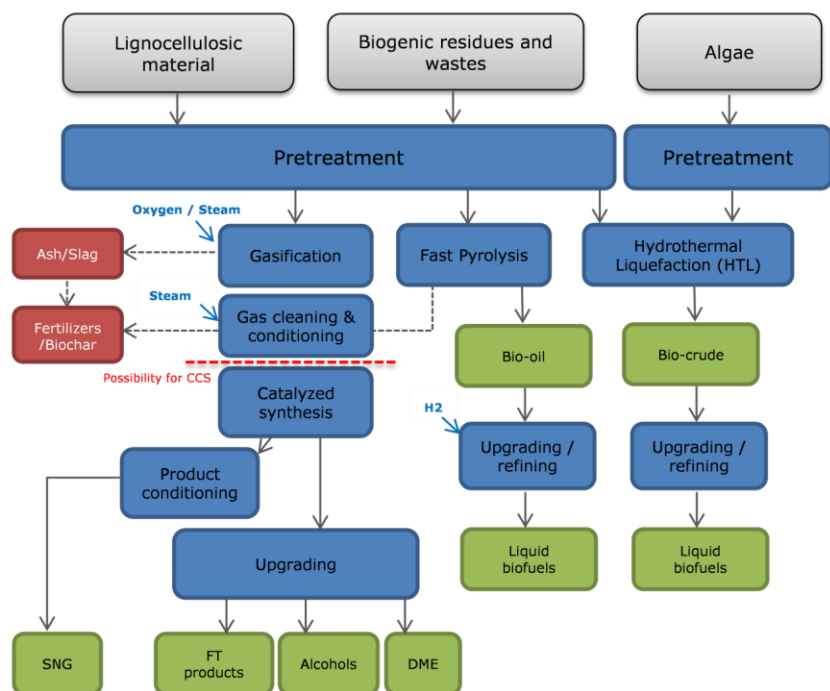 Lignocellulosic
material
Biogenic residues and
wastes
Algae
Pretreatment
Pretreatment
Oxygen / Steam
Ash/Slag
Gasification
Fast Pyrolysis
Hydrothermal
Liquefaction (HTL)
Steam
Fertilizers
/Biochar
Gas cleaning &
conditioning
Bio-oil
Bio-crude
Possibility for CCS
Catalyzed
synthesis
H2
Upgrading /
refining
Upgrading /
refining
Product
conditioning
Upgrading
Liquid
biofuels
Liquid
biofuels
SNG
FT
products
Alcohols
DME